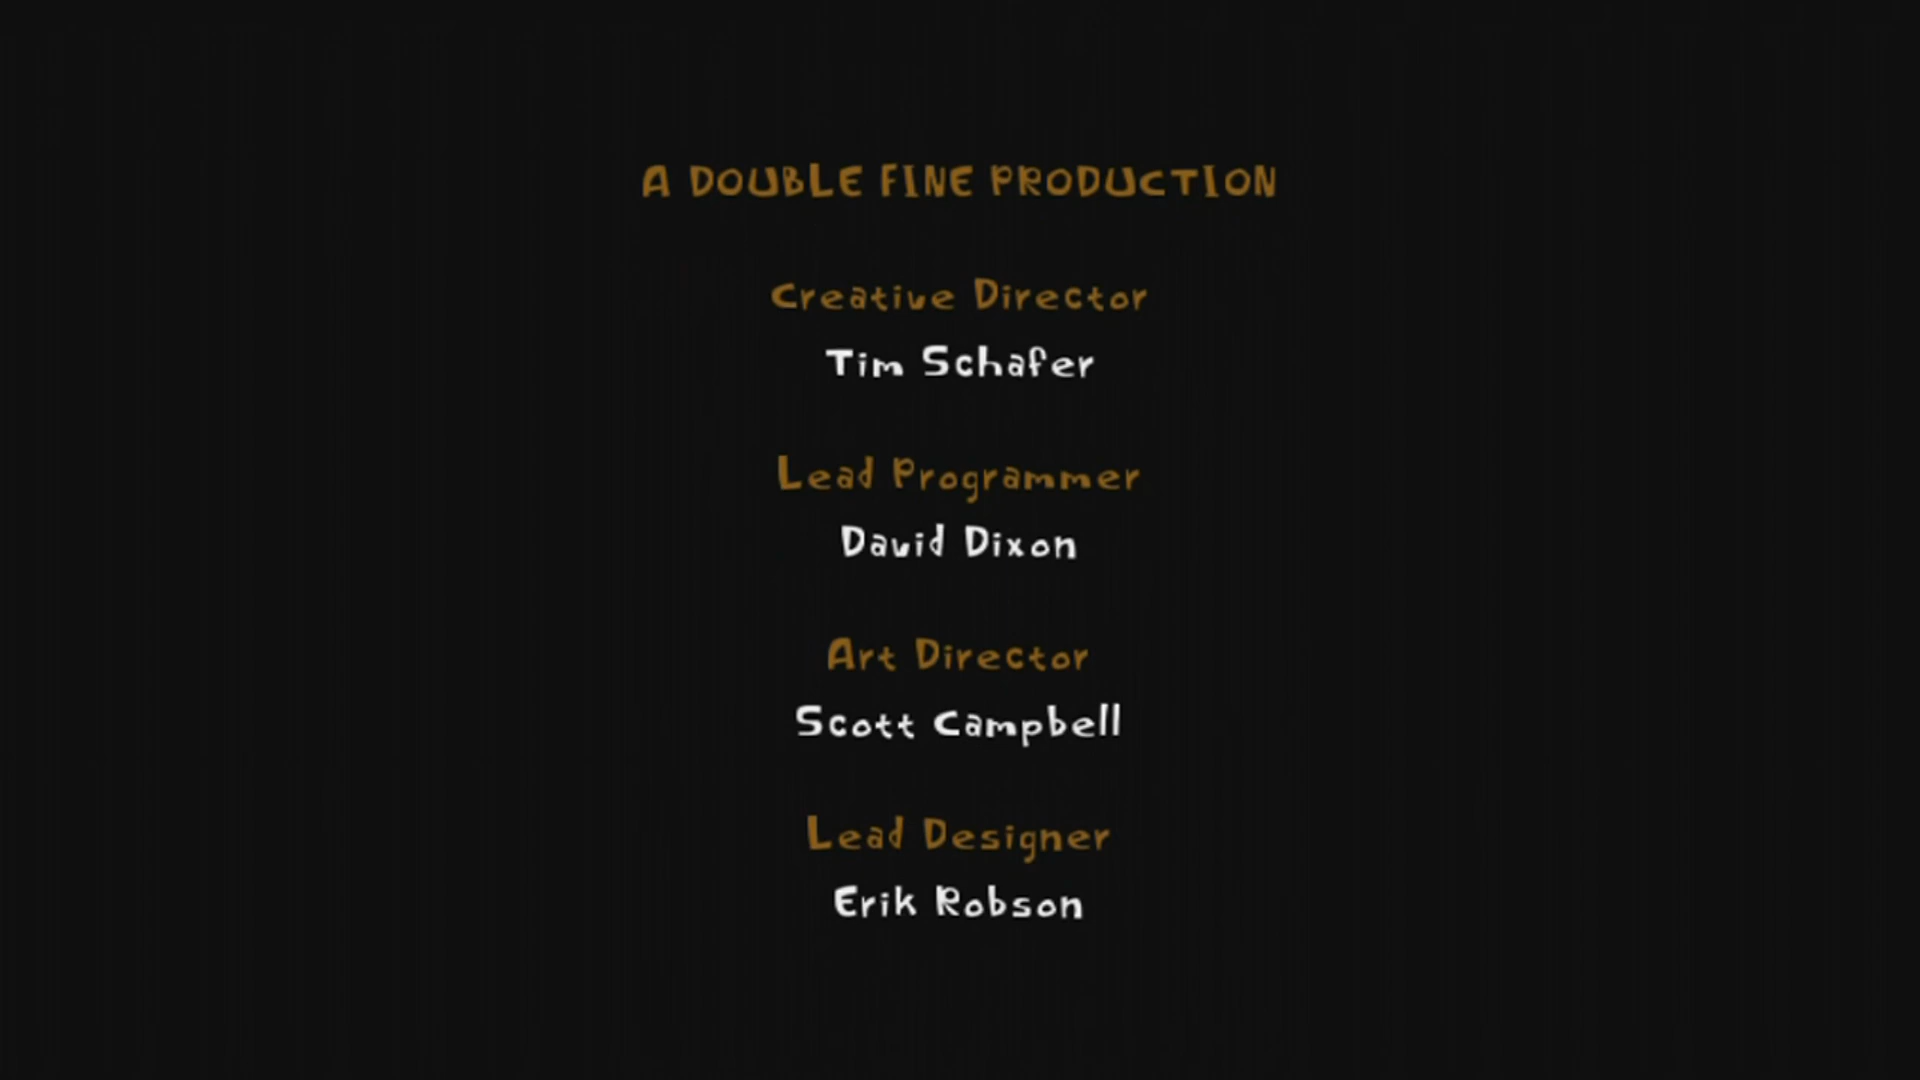 A DOUBLE FINE PRODUCTION
Creative Director
Tim Schafer
Lead Programmer
David Dixon
Art Director
Scott Campbell
Lead Designer
Erik Robson